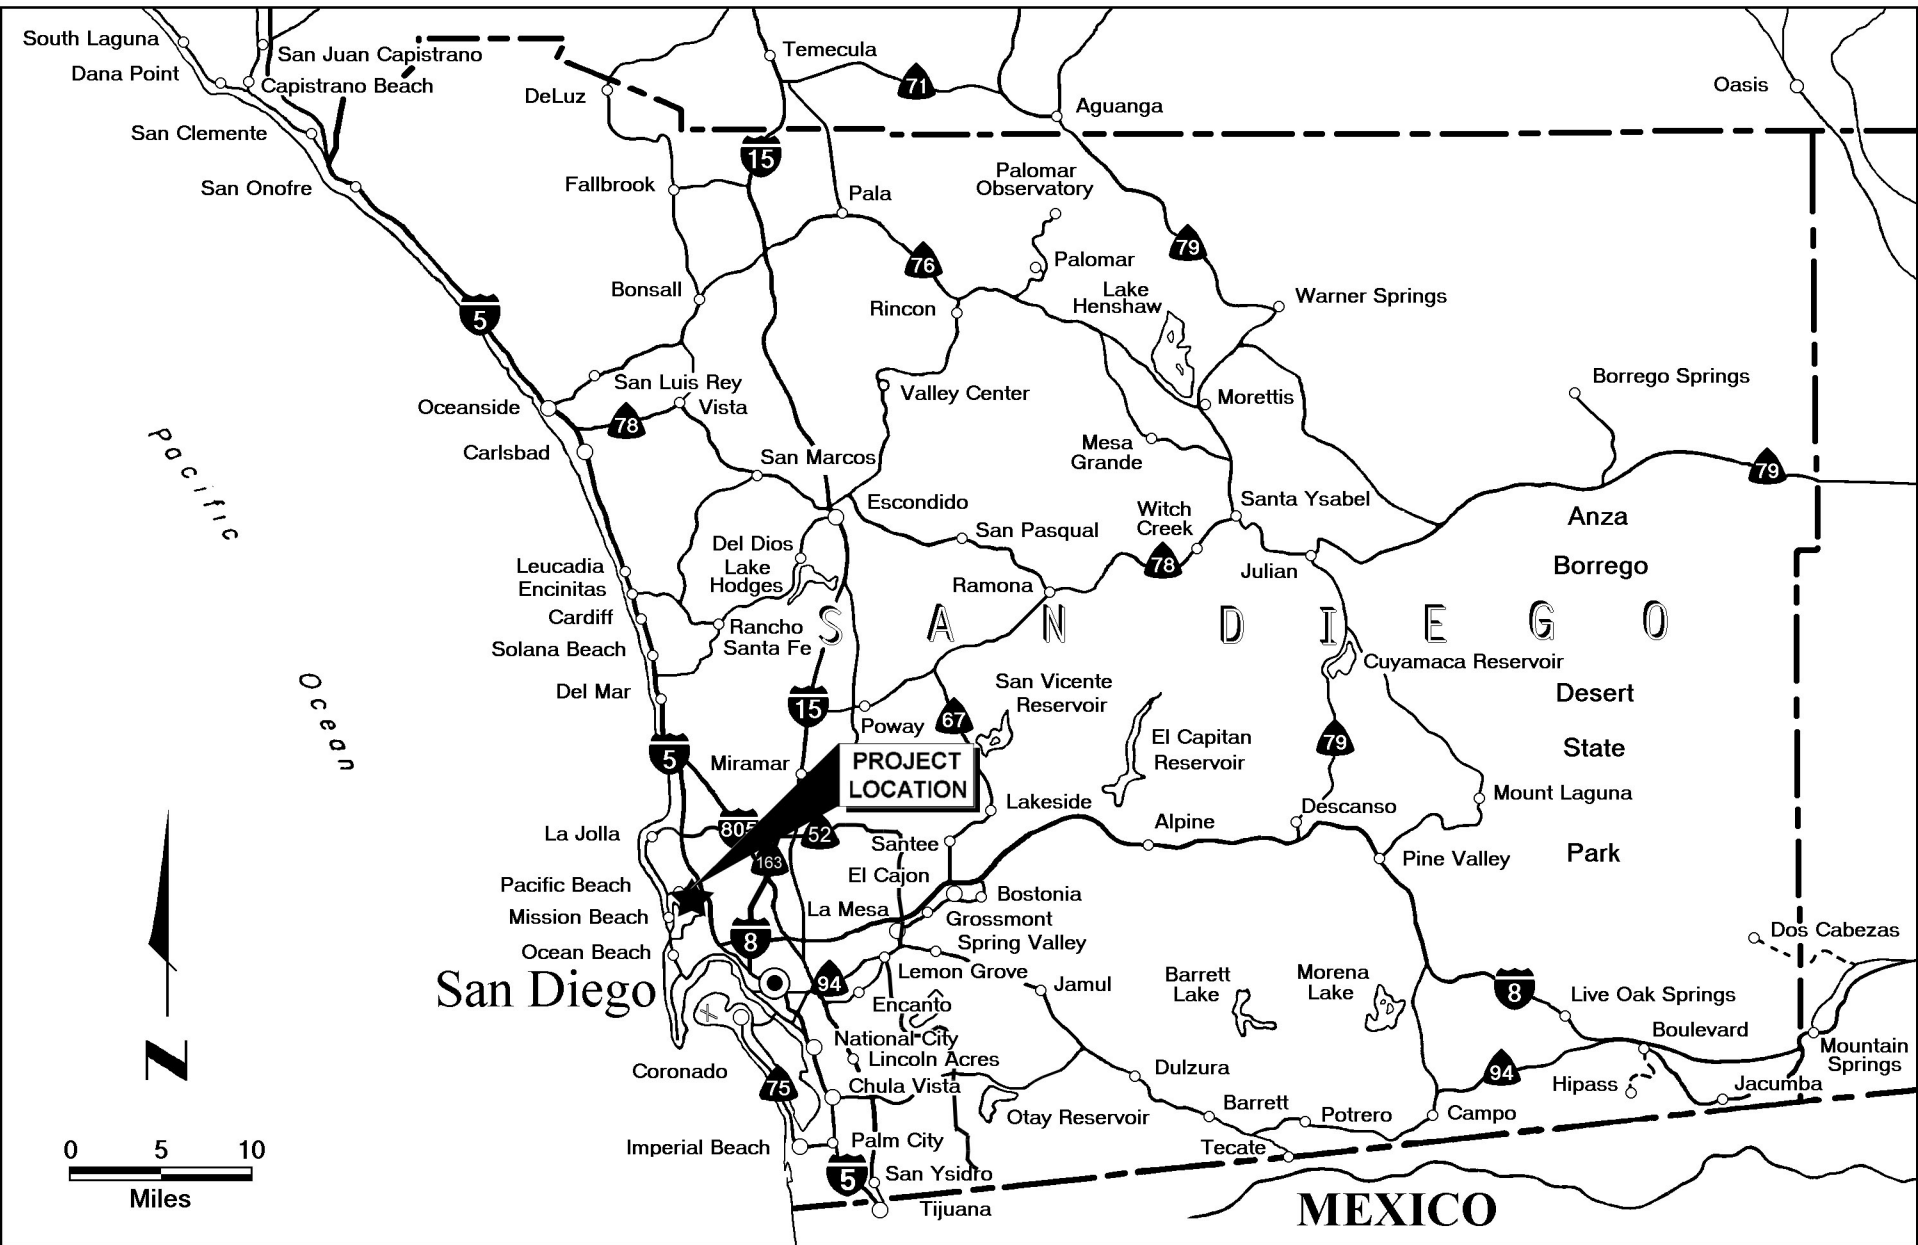 South Laguna
San Juan Capistrano
Dana Point
Capistrano Beach
San Clemente
San Onofre
Temecula
71
DeLuz
Aguanga
Oasis
15
Fallbrook
Pala
Palomar
Observatory
79
76
Palomar
Bonsall
Rincon
Lake
Henshaw
Warner Springs
5
San Luis Rey
Vista
Oceanside
78
Carlsbad
Valley Center
Morettis
Borrego Springs
Mesa
Grande
79
San Marcos
Escondido
San Pasqual
Witch
Creek
Santa Ysabel
78
Julian
Ramona
Anza
Borrego
Desert
State
Park
Pacific
Ocean
Leucadia
Encinitas
Cardiff
Solana Beach
Del Mar
Del Dios
Lake
Hodges
Rancho
Santa Fe
SAN DIEGO
Cuyamaca Reservoir
San Vicente
Reservoir
15
67
Poway
El Capitan
Reservoir
79
5
Miramar
PROJECT
LOCATION
Lakeside
Descanso
Mount Laguna
La Jolla
805
52
163
Santee
Alpine
Pine Valley
El Cajon
Pacific Beach
Bostonia
Mission Beach
La Mesa
Grossmont
8
Ocean Beach
Spring Valley
Dos Cabezas
San Diego
94
Lemon Grove
Jamul
Barrett
Lake
Morena
Lake
8
Live Oak Springs
Encanto
National City
Boulevard
Mountain
Springs
Coronado
Lincoln Acres
75
Chula Vista
Dulzura
94
Hipass
Jacumba
Otay Reservoir
Barrett
Potrero
Campo
Imperial Beach
Palm City
Tecate
5
San Ysidro
Tijuana
MEXICO
N
0 5 10
Miles